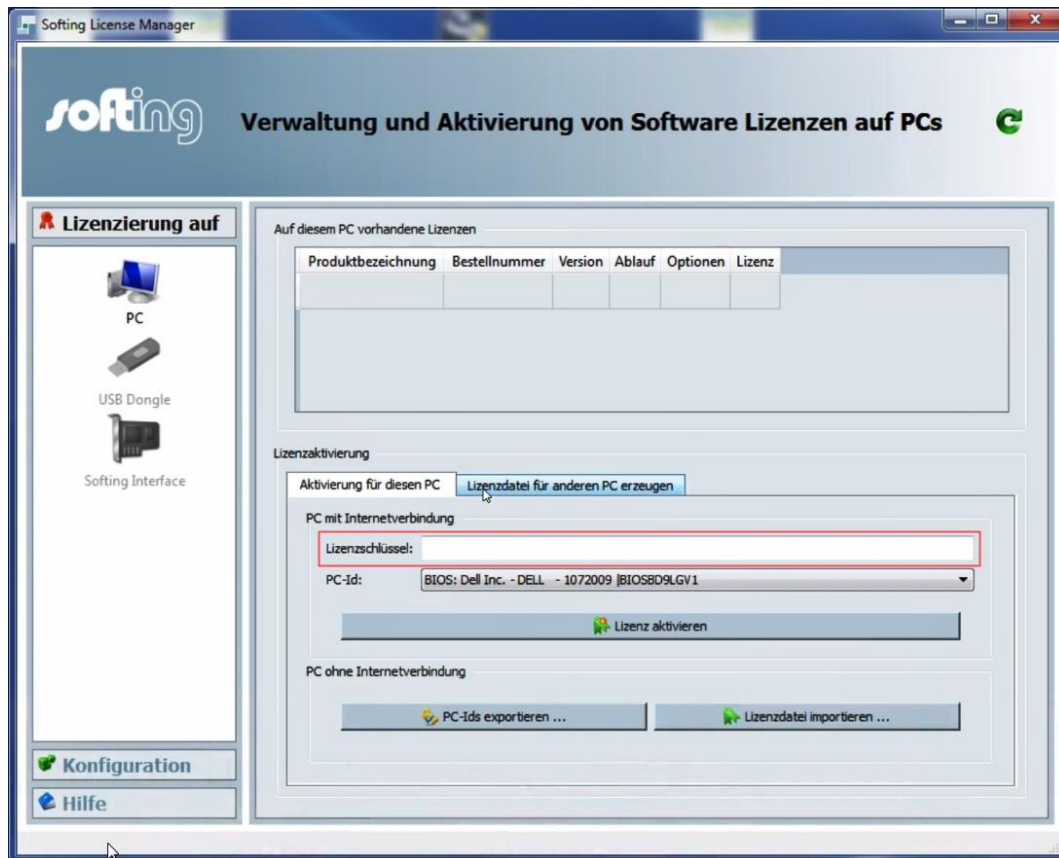 Softing License Manager
softing
Verwaltung und Aktivierung von Software Lizenzen auf PCs
Lizenzierung auf
PC
USB Dongle
Softing Interface
Konfiguration
Hilfe
Auf diesem PC vorhandene Lizenzen
Produktbezeichnung Bestellnummer Version Ablauf Optionen Lizenz
Lizenzaktivierung
Aktivierung für diesen PC Lizenzdatei für anderen PC erzeugen
PC mit Internetverbindung
Lizenzschlüssel:
PC-Id: BIOS: Dell Inc. - DELL - 1072009 |BIOSBD9LGV1
Lizenz aktivieren
PC ohne Internetverbindung
PC-Ids exportieren ... Lizenzdatei importieren ...